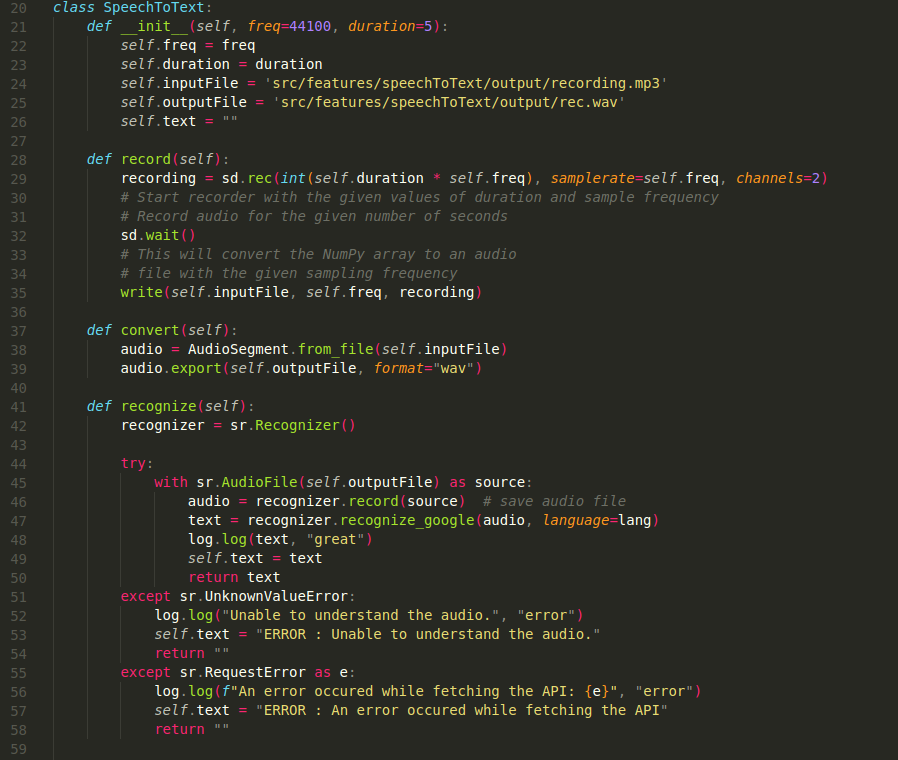 20 class SpeechToText:
21     def __init__(self, freq=44100, duration=5):
22         self.freq = freq
23         self.duration = duration
24         self.inputFile = 'src/features/speechToText/output/recording.mp3'
25         self.outputFile = 'src/features/speechToText/output/rec.wav'
26         self.text = ""
27
28     def record(self):
29         recording = sd.rec(int(self.duration * self.freq), samplerate=self.freq, channels=2)
30         # Start recorder with the given values of duration and sample frequency
31         # Record audio for the given number of seconds
32         sd.wait()
33         # This will convert the NumPy array to an audio
34         # file with the given sampling frequency
35         write(self.inputFile, self.freq, recording)
36
37     def convert(self):
38         audio = AudioSegment.from_file(self.inputFile)
39         audio.export(self.outputFile, format="wav")
40
41     def recognize(self):
42         recognizer = sr.Recognizer()
43
44         try:
45             with sr.AudioFile(self.outputFile) as source:
46                 audio = recognizer.record(source)  # save audio file
47                 text = recognizer.recognize_google(audio, language=lang)
48                 log.log(text, "great")
49                 self.text = text
50                 return text
51         except sr.UnknownValueError:
52             log.log("Unable to understand the audio.", "error")
53             self.text = "ERROR : Unable to understand the audio."
54             return ""
55         except sr.RequestError as e:
56             log.log(f"An error occured while fetching the API: {e}", "error")
57             self.text = "ERROR : An error occured while fetching the API"
58             return ""
59